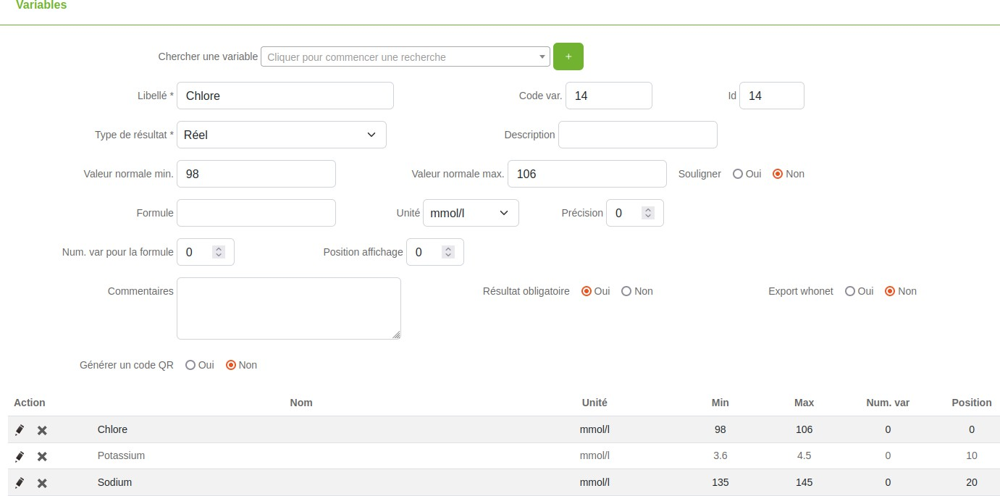 Variables
Chercher une variable Cliquer pour commencer une recherche +
Libellé * Chlore Code var. 14 Id 14
Type de résultat * Réel Description
Valeur normale min. 98 Valeur normale max. 106 Souligner Oui Non
Formule Unité mmol/l Précision 0
Num. var pour la formule 0 Position affichage 0
Commentaires Résultat obligatoire Oui Non Export whonet Oui Non
Générer un code QR Oui Non
Action Nom Unité Min Max Num. var Position
Chlore mmol/l 98 106 0 0
Potassium mmol/l 3.6 4.5 0 10
Sodium mmol/l 135 145 0 20